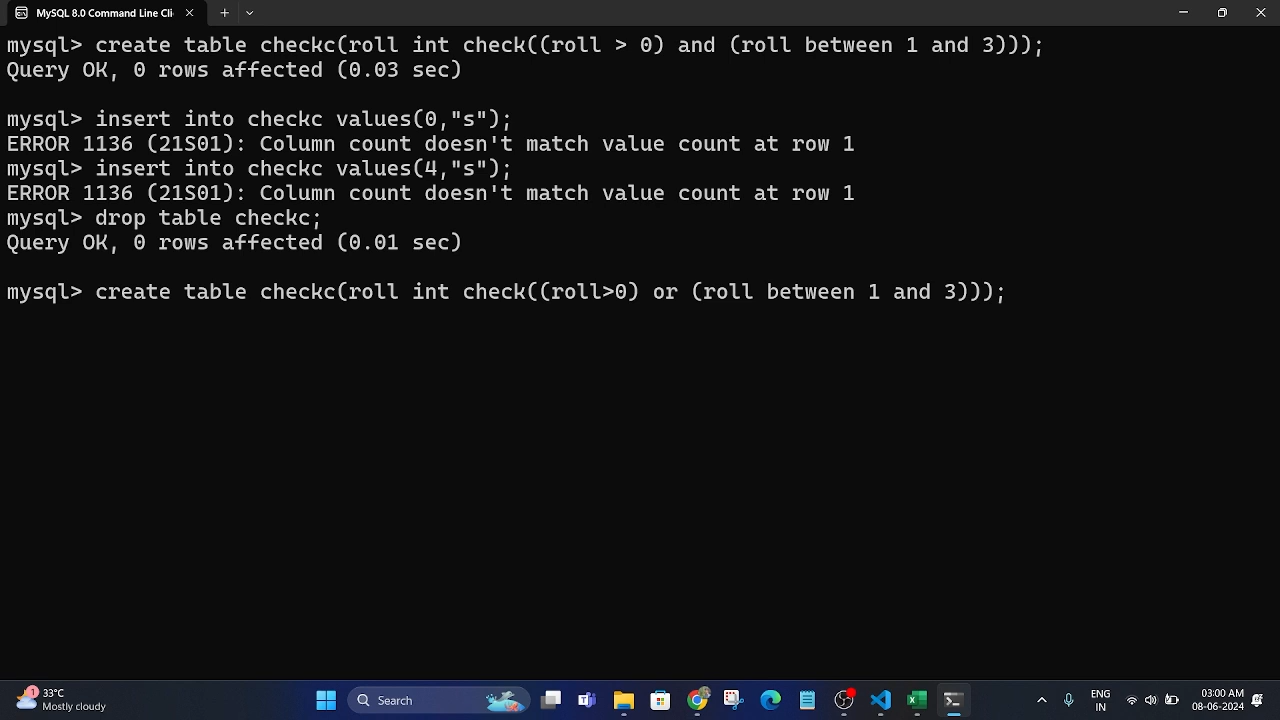 MySQL 8.0 Command Line Cli
mysql> create table checkc(roll int check((roll > 0) and (roll between 1 and 3)));
Query OK, 0 rows affected (0.03 sec)
mysql> insert into checkc values(0,"s");
ERROR 1136 (21S01): Column count doesn't match value count at row 1
mysql> insert into checkc values(4,"s");
ERROR 1136 (21S01): Column count doesn't match value count at row 1
mysql> drop table checkc;
Query OK, 0 rows affected (0.01 sec)
mysql> create table checkc(roll int check((roll>0) or (roll between 1 and 3)));
1
33°C
Mostly cloudy
Search
ENG
IN
03:00 AM
08-06-2024